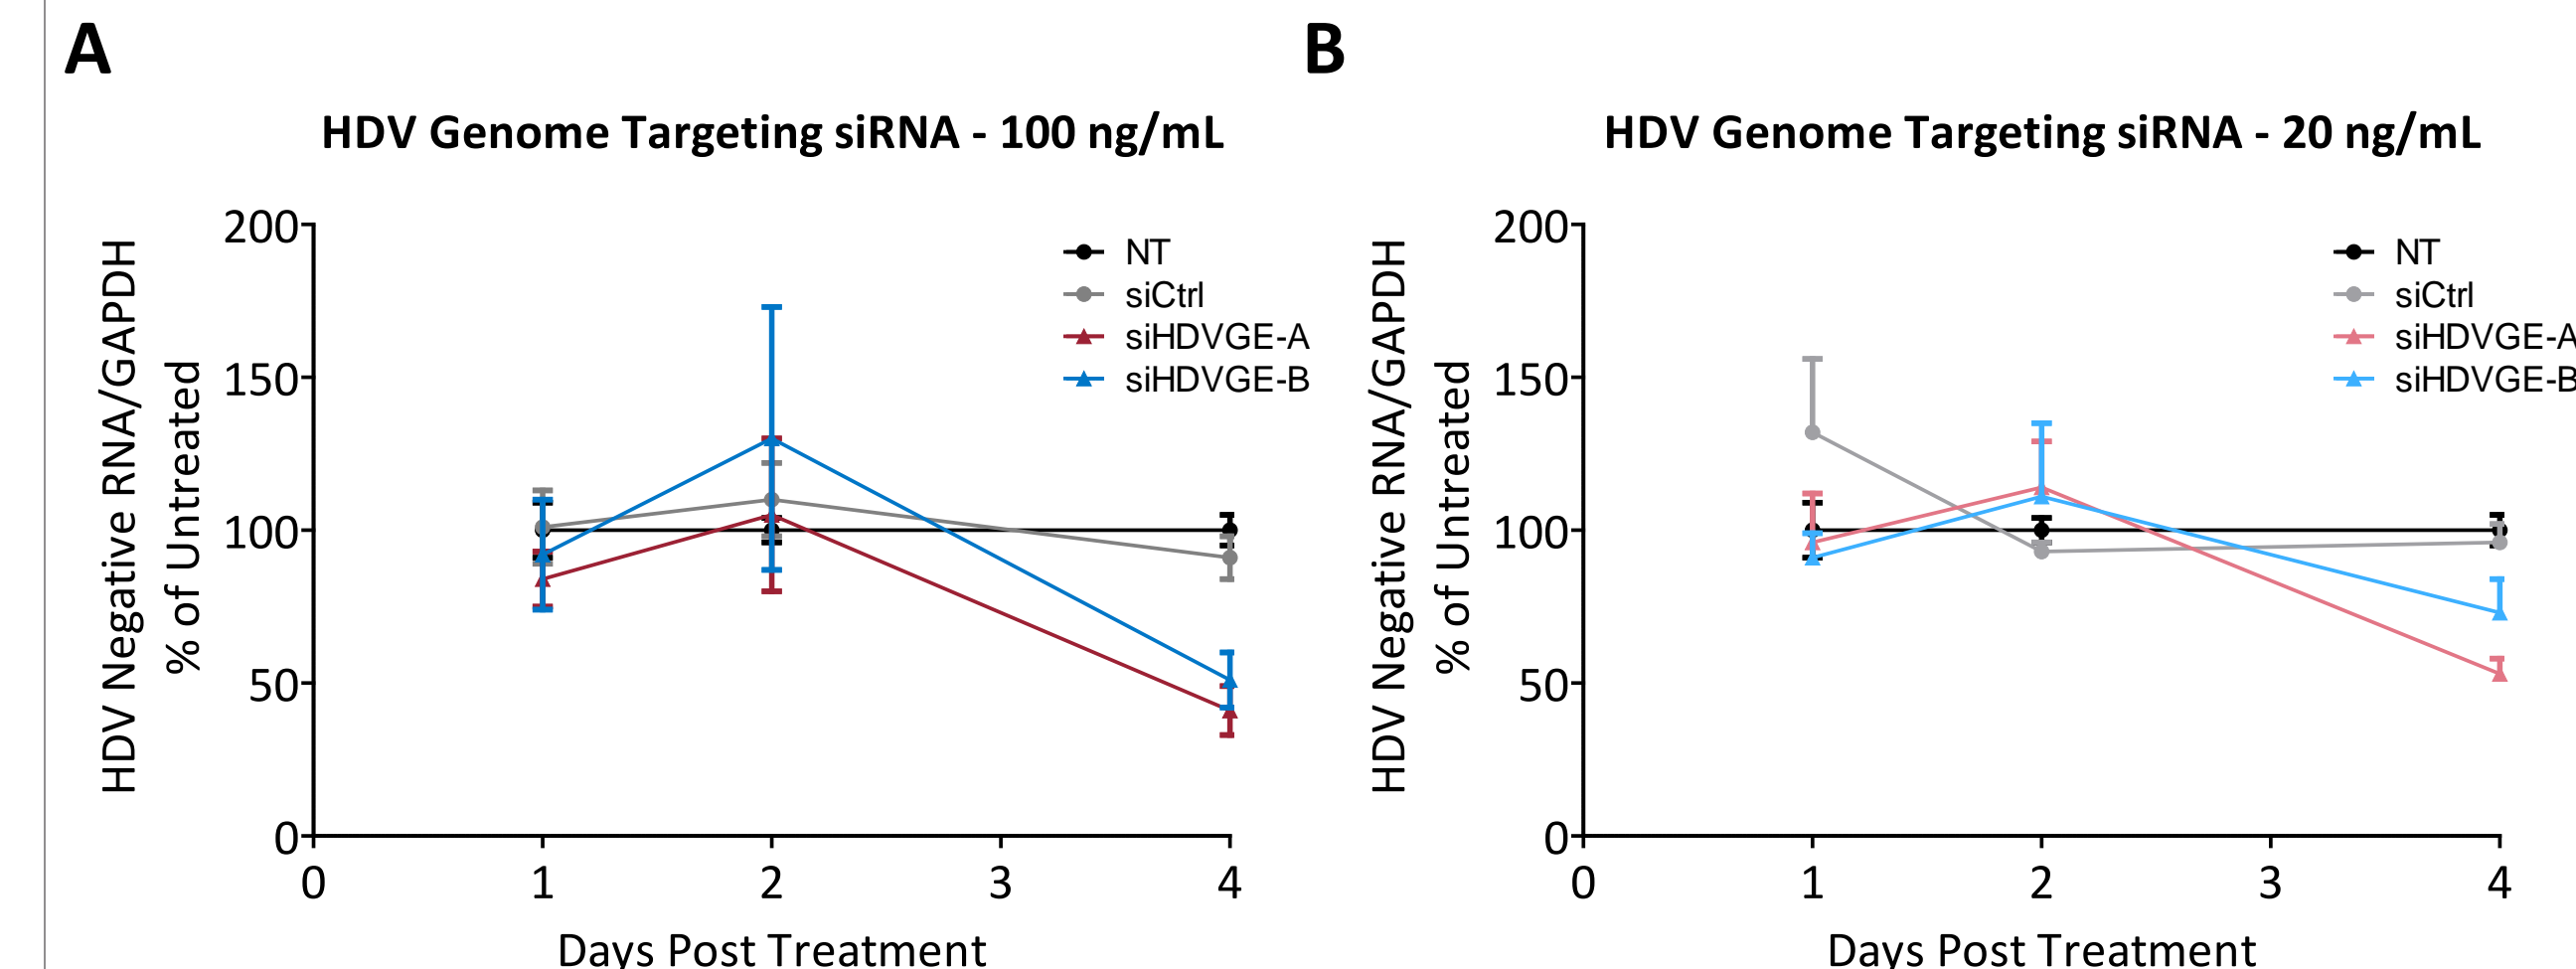 A
HDV Genome Targeting siRNA - 100 ng/mL
HDV Negative RNA/GAPDH
% of Untreated
200
150
100
50
0
0 1 2 3 4
Days Post Treatment
NT
siCtrl
siHDVGE-A
siHDVGE-B
B
HDV Genome Targeting siRNA - 20 ng/mL
HDV Negative RNA/GAPDH
% of Untreated
200
150
100
50
0
0 1 2 3 4
Days Post Treatment
NT
siCtrl
siHDVGE-A
siHDVGE-B